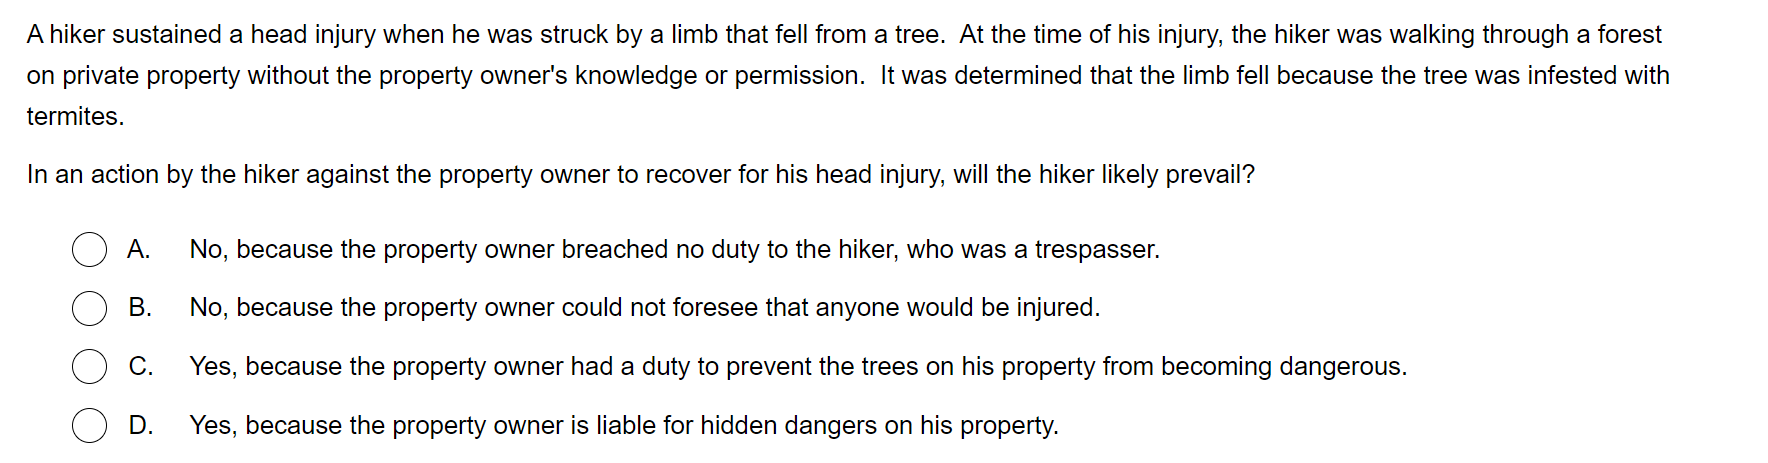 A hiker sustained a head injury when he was struck by a limb that fell from a tree.  At the time of his injury, the hiker was walking through a forest
on private property without the property owner's knowledge or permission.  It was determined that the limb fell because the tree was infested with
termites.
In an action by the hiker against the property owner to recover for his head injury, will the hiker likely prevail?
A. No, because the property owner breached no duty to the hiker, who was a trespasser.
B. No, because the property owner could not foresee that anyone would be injured.
C. Yes, because the property owner had a duty to prevent the trees on his property from becoming dangerous.
D. Yes, because the property owner is liable for hidden dangers on his property.